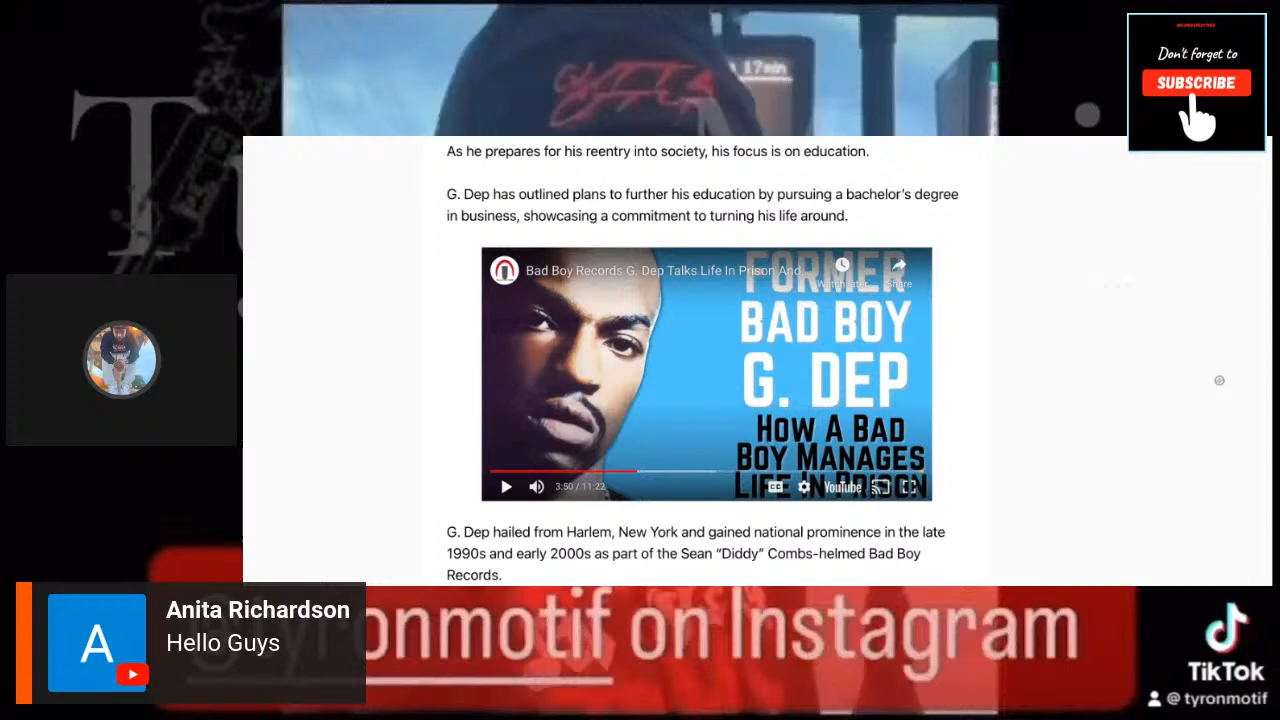 17min
Don't forget to
SUBSCRIBE
As he prepares for his reentry into society, his focus is on education.
G. Dep has outlined plans to further his education by pursuing a bachelor's degree
in business, showcasing a commitment to turning his life around.
Bad Boy Records G. Dep Talks Life In Prison And...
Watch later
Share
FORMER
BAD BOY
G. DEP
HOW A BAD
BOY MANAGES
LIFE IN PRISON
3:50 / 11:22
CC
YouTube
G. Dep hailed from Harlem, New York and gained national prominence in the late
1990s and early 2000s as part of the Sean “Diddy” Combs-helmed Bad Boy
Records.
A
Anita Richardson
Hello Guys
tyronmotif on Instagram
TikTok
@ tyronmotif